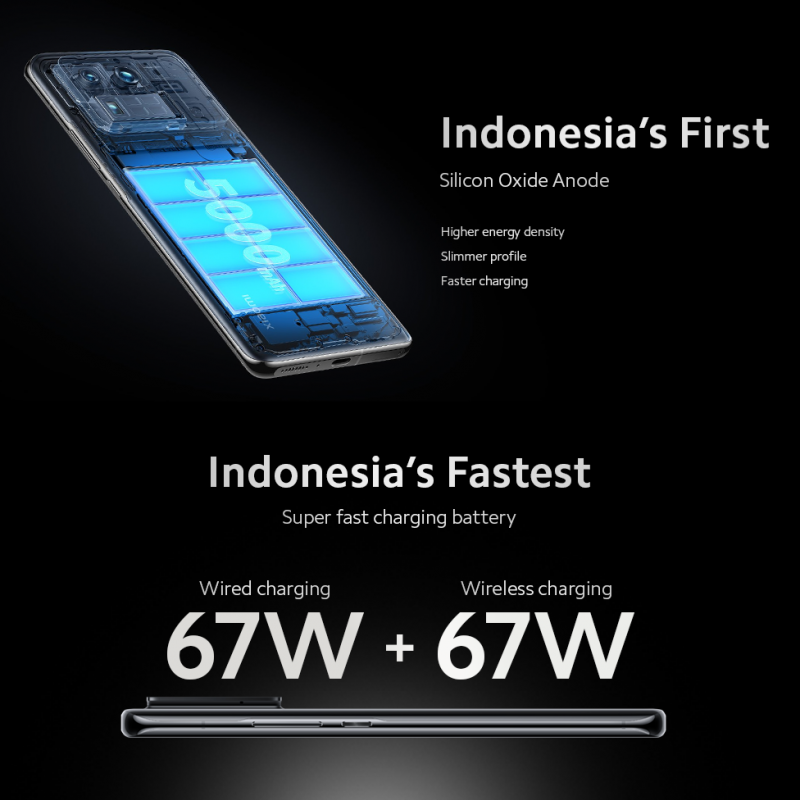 5000mAh
xiaomi
Indonesia's First
Silicon Oxide Anode
Higher energy density
Slimmer profile
Faster charging
Indonesia's Fastest
Super fast charging battery
Wired charging
Wireless charging
67W + 67W